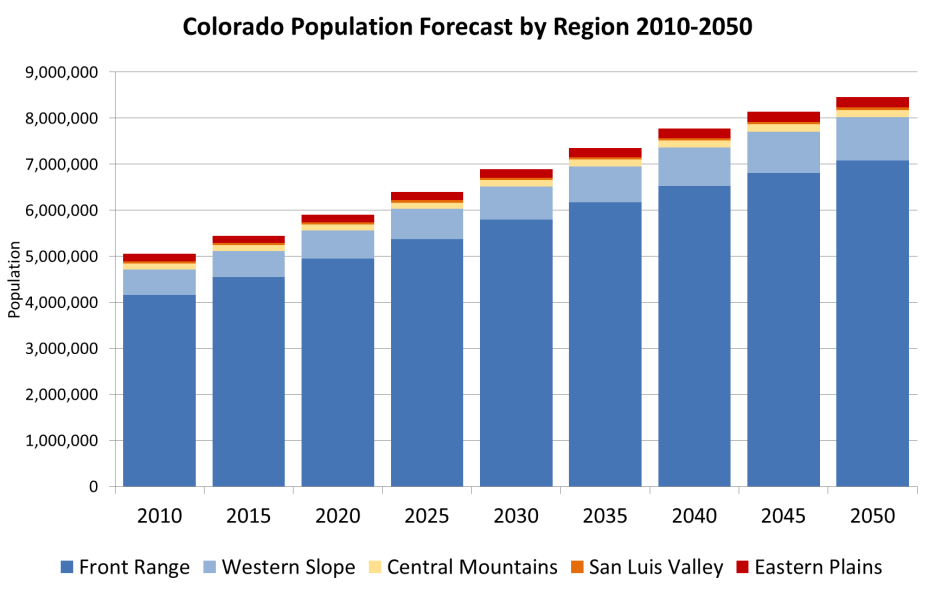 Colorado Population Forecast by Region 2010-2050
9,000,000
8,000,000
7,000,000
6,000,000
5,000,000
4,000,000
3,000,000
2,000,000
1,000,000
0
Population
2010 2015 2020 2025 2030 2035 2040 2045 2050
Front Range Western Slope Central Mountains San Luis Valley Eastern Plains